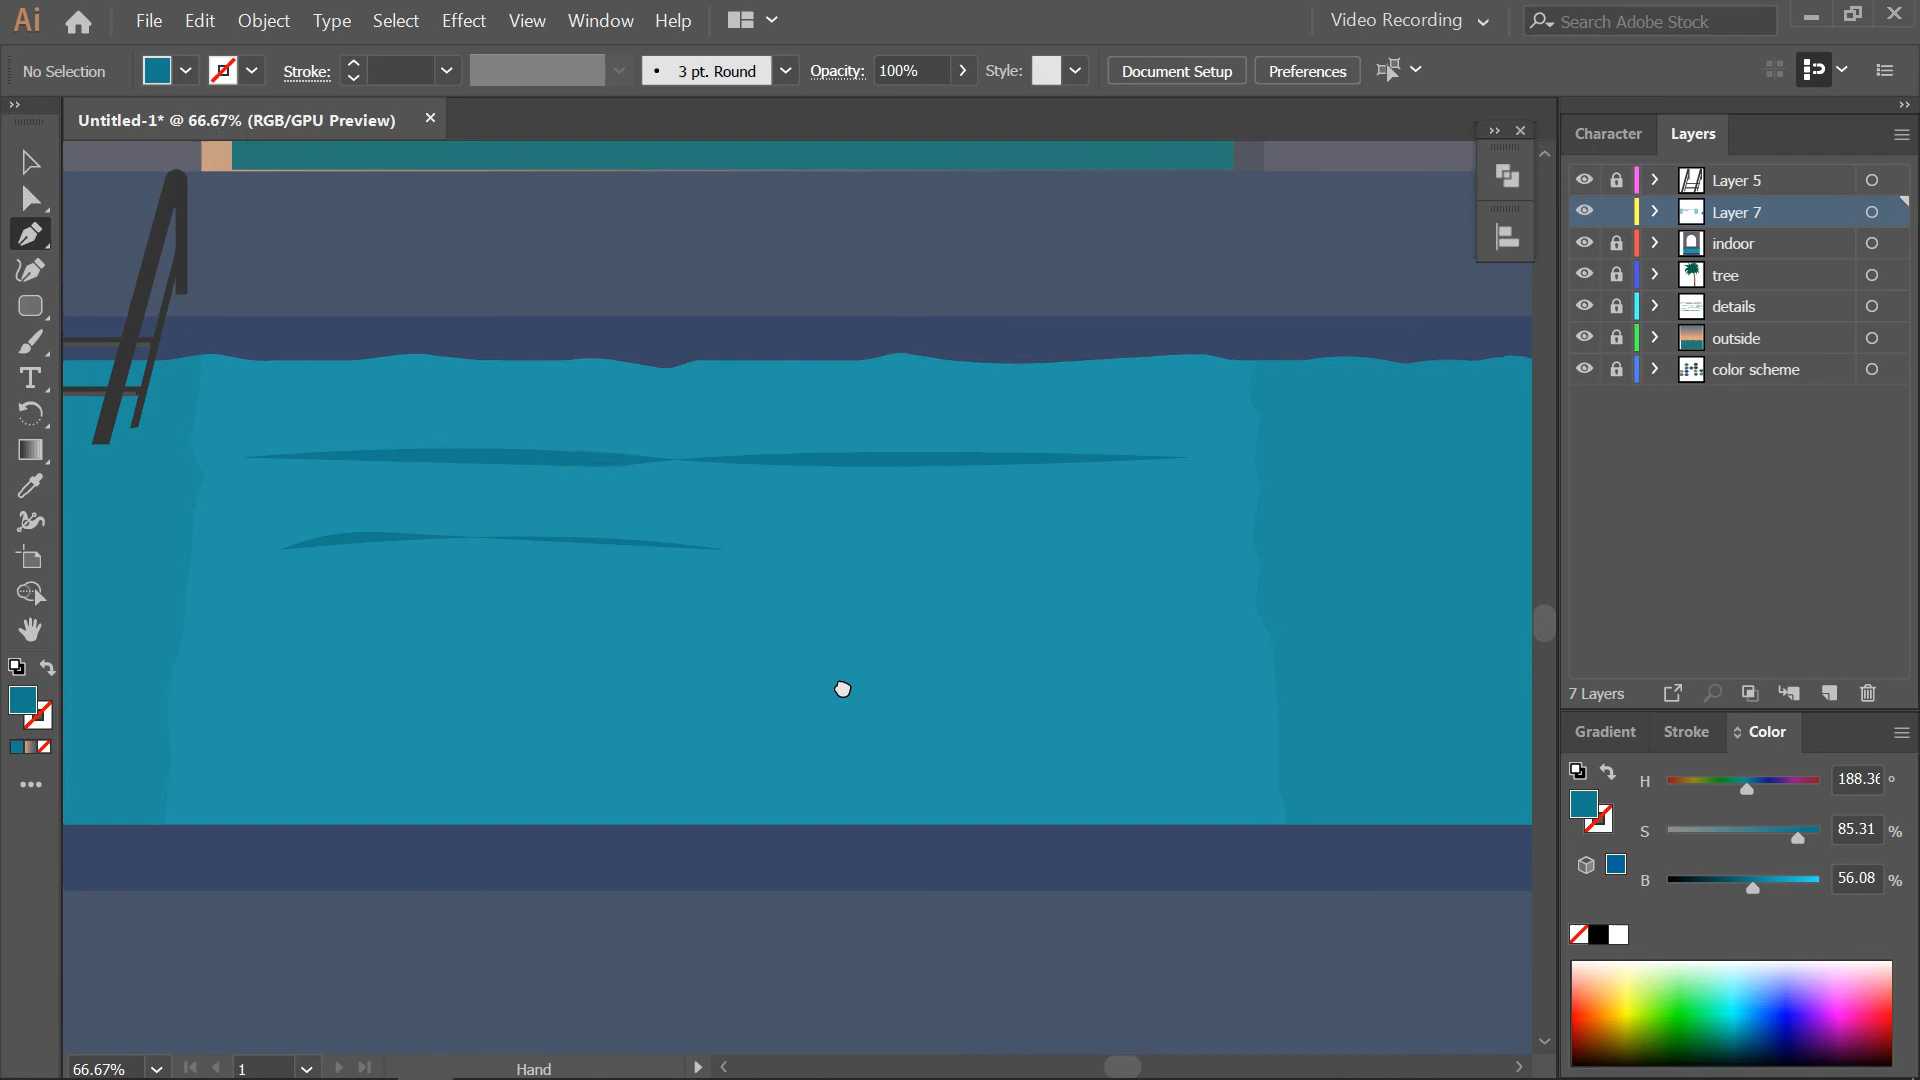 Ai File Edit Object Type Select Effect View Window Help Video Recording Search Adobe Stock
No Selection Stroke: 3 pt. Round Opacity: 100% Style: Document Setup Preferences
Untitled-1* @ 66.67% (RGB/GPU Preview)
Character Layers
Layer 5
Layer 7
indoor
tree
details
outside
color scheme
7 Layers
Gradient Stroke Color
H 188.36 °
S 85.31 %
B 56.08 %
66.67% 1 Hand